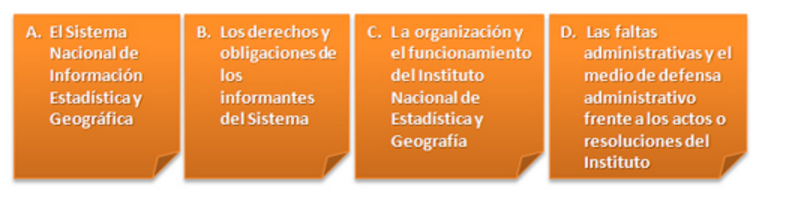 A. El Sistema
Nacional de
Información
Estadística y
Geográfica
B. Los derechos y
obligaciones de
los
informantes
del Sistema
C. La organización y
el funcionamiento
del Instituto
Nacional de
Estadística y
Geografía
D. Las faltas
administrativas y el
medio de defensa
administrativo
frente a los actos o
resoluciones del
Instituto